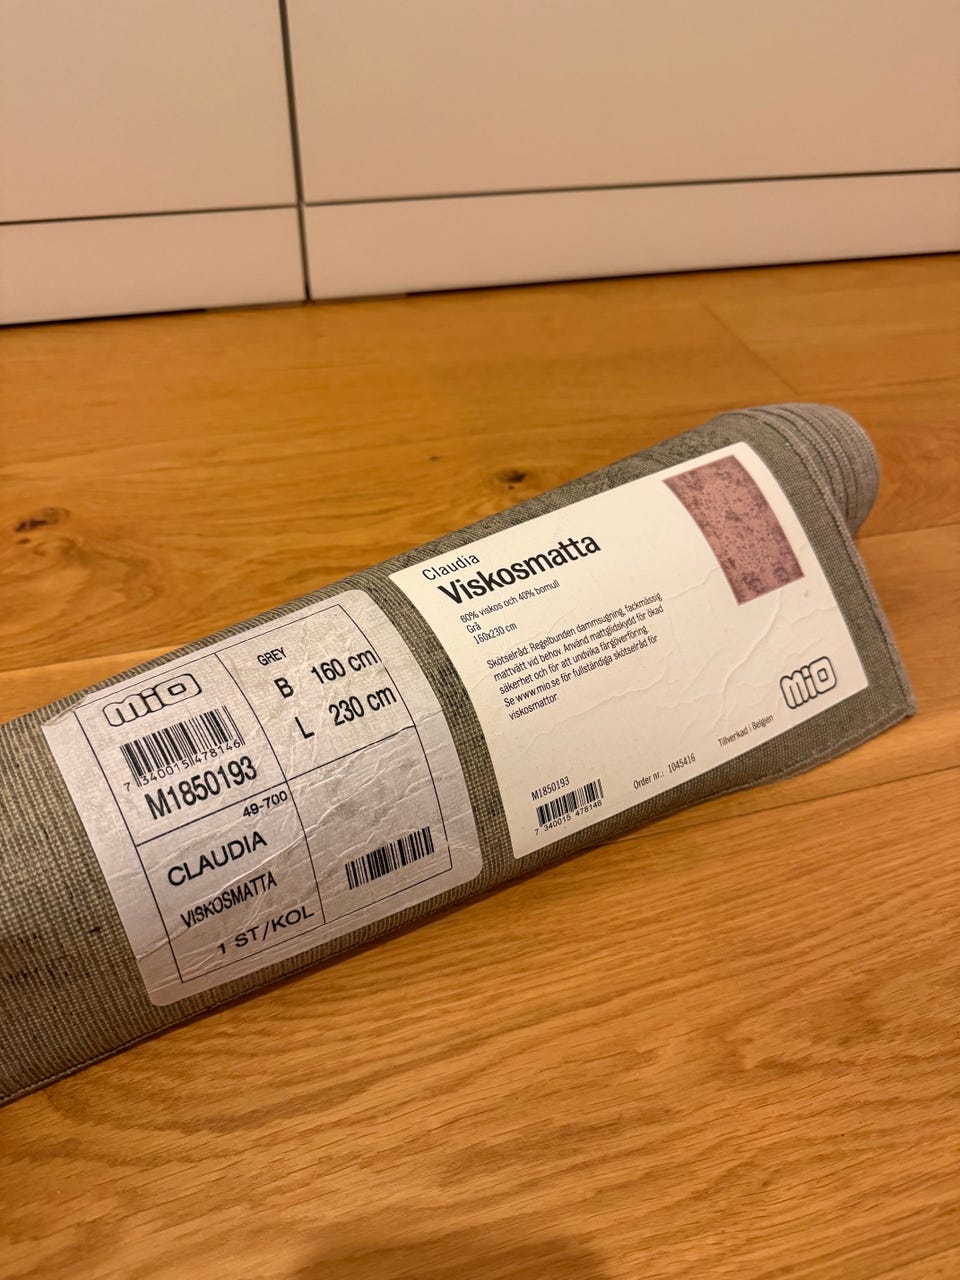 mio
7 340015 478146
M1850193
49-700
GREY
B 160 cm
L 230 cm
CLAUDIA
VISKOSMATTA
1 ST/KOL
Claudia
Viskosmatta
60% viskos och 40% bomull
Grå
160x230 cm
Skötselråd: Regelbunden dammsugning, fackmässig
mattvätt vid behov. Använd mattglidskydd för ökad
säkerhet och för att undvika färgöverföring.
Se www.mio.se för fullständiga skötselråd för
viskosmattor.
M1850193
7 340015 478146
Order nr.: 1045416
Tillverkad i Belgien
mio